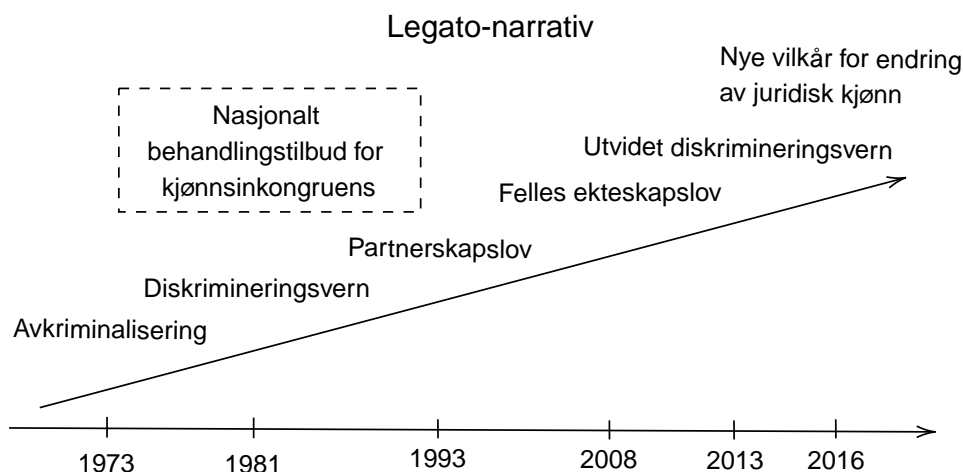 Legato-narrativ
Nye vilkår for endring
av juridisk kjønn
Nasjonalt
behandlingstilbud for
kjønnsinkongruens
Utvidet diskrimineringsvern
Felles ekteskapslov
Partnerskapslov
Diskrimineringsvern
Avkriminalisering
1973
1981
1993
2008
2013
2016